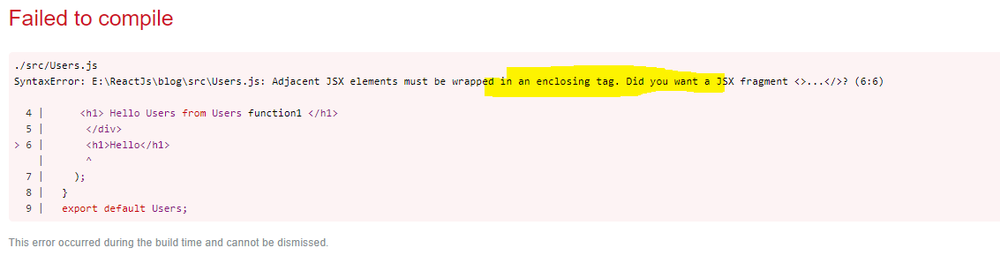 Failed to compile
./src/Users.js
SyntaxError: E:\ReactJs\blog\src\Users.js: Adjacent JSX elements must be wrapped in an enclosing tag. Did you want a JSX fragment <>...</>? (6:6)
4 | <h1> Hello Users from Users function1 </h1>
5 | </div>
> 6 | <h1>Hello</h1>
| ^
7 | );
8 | }
9 | export default Users;
This error occurred during the build time and cannot be dismissed.